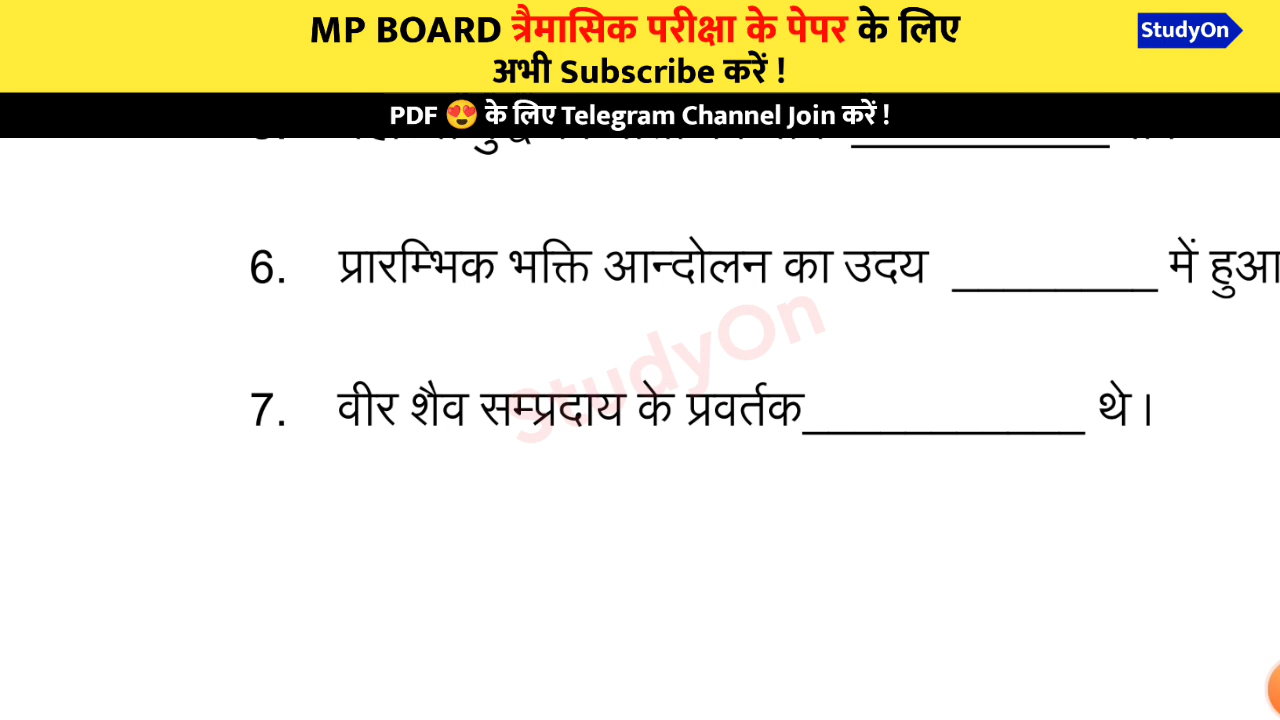 MP BOARD त्रैमासिक परीक्षा के पेपर के लिए
StudyOn
अभी Subscribe करें !
PDF 😍 के लिए Telegram Channel Join करें !
6. प्रारम्भिक भक्ति आन्दोलन का उदय ________ में हुआ
StudyOn
7. वीर शैव सम्प्रदाय के प्रवर्तक___________ थे।